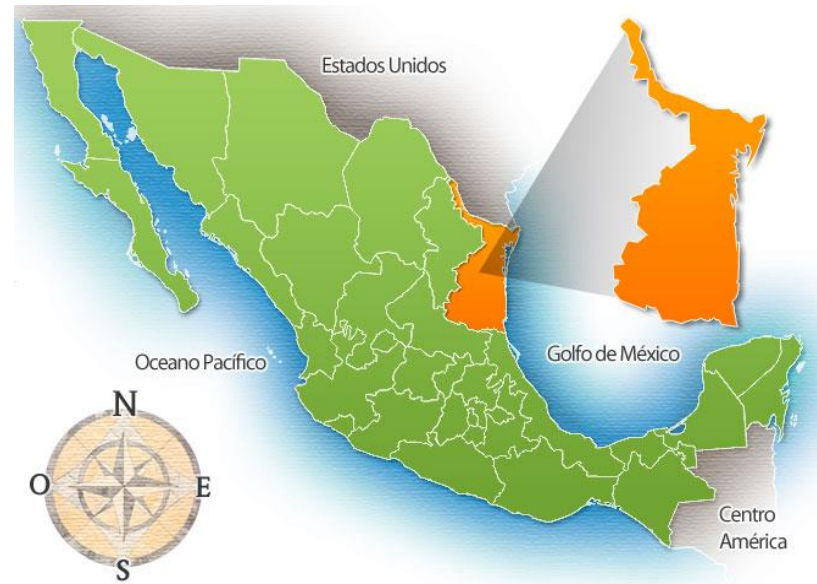 Estados Unidos
Golfo de México
Oceano Pacífico
N
O
E
S
Centro
América